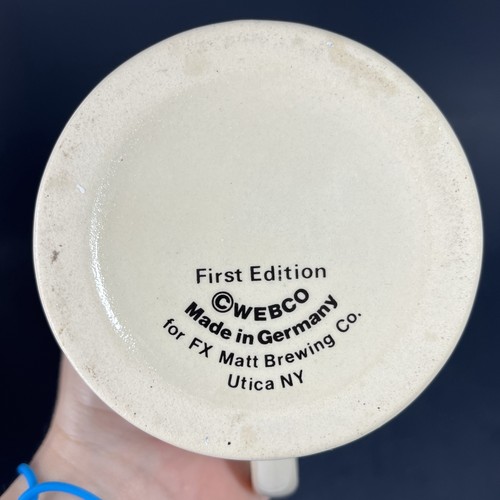 First Edition
©WEBCO
Made in Germany
for FX Matt Brewing Co.
Utica NY